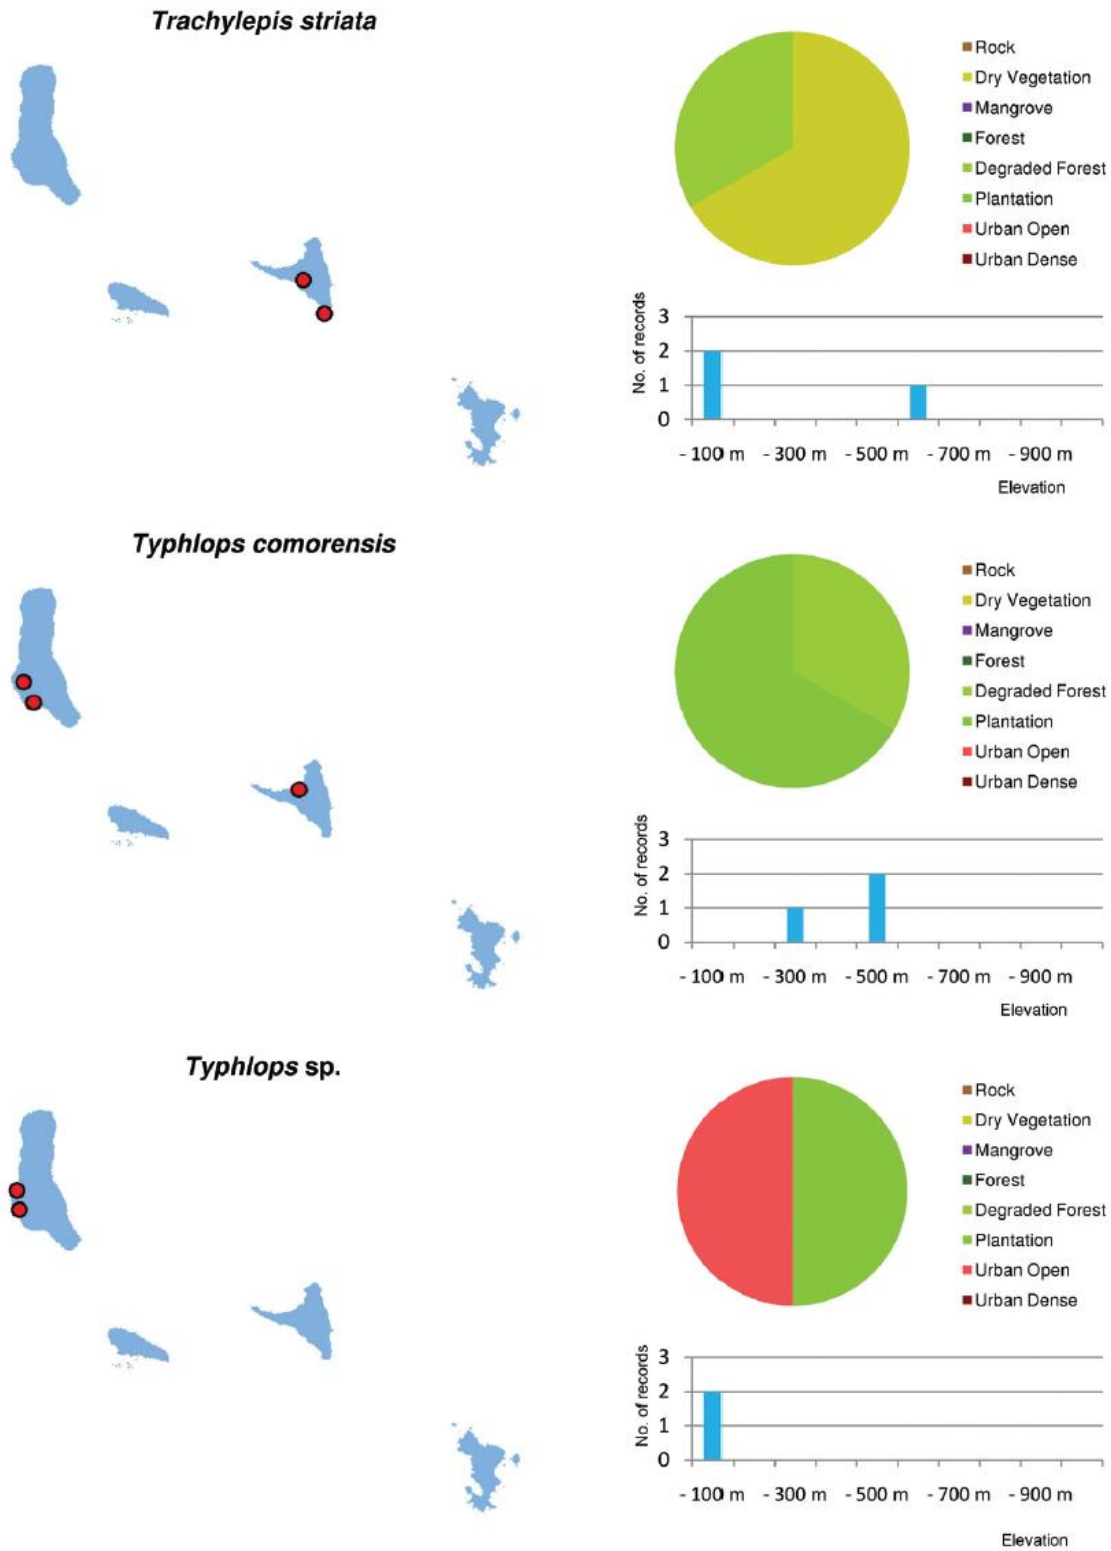 Trachylepis striata
Rock
Dry Vegetation
Mangrove
Forest
Degraded Forest
Plantation
Urban Open
Urban Dense
No. of records
3
2
1
0
- 100 m - 300 m - 500 m - 700 m - 900 m
Elevation
Typhlops comorensis
Rock
Dry Vegetation
Mangrove
Forest
Degraded Forest
Plantation
Urban Open
Urban Dense
No. of records
3
2
1
0
- 100 m - 300 m - 500 m - 700 m - 900 m
Elevation
Typhlops sp.
Rock
Dry Vegetation
Mangrove
Forest
Degraded Forest
Plantation
Urban Open
Urban Dense
No. of records
3
2
1
0
- 100 m - 300 m - 500 m - 700 m - 900 m
Elevation